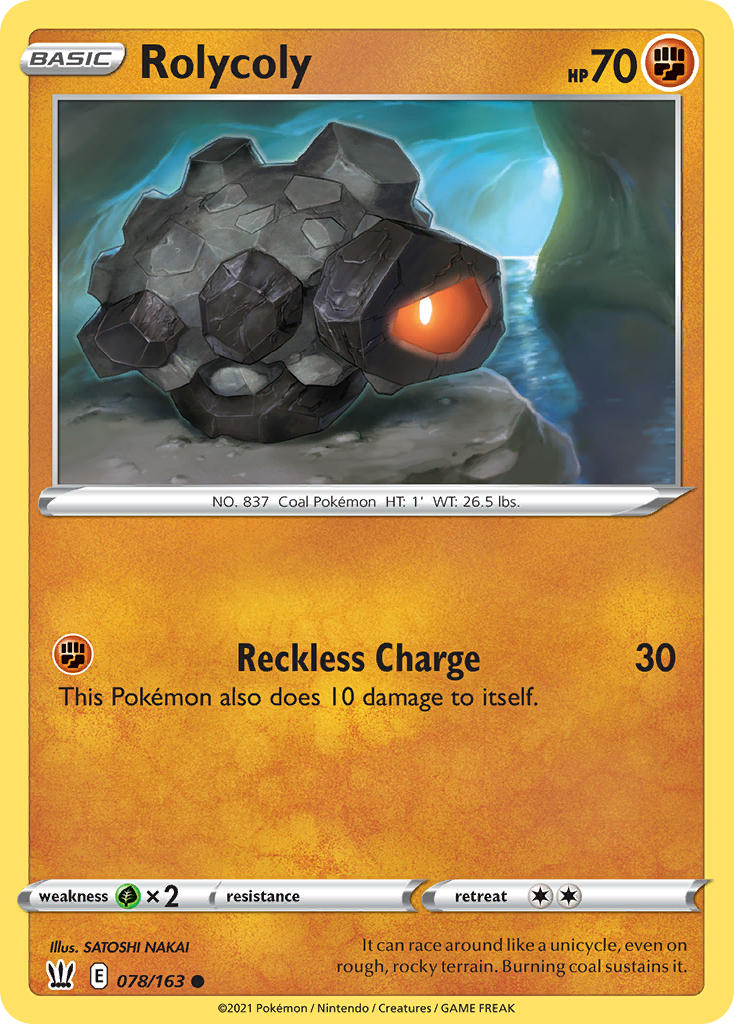 BASIC Rolycoly HP 70
NO. 837 Coal Pokémon HT: 1' WT: 26.5 lbs.
Reckless Charge 30
This Pokémon also does 10 damage to itself.
weakness ×2 resistance retreat
Illus. SATOSHI NAKAI
It can race around like a unicycle, even on
rough, rocky terrain. Burning coal sustains it.
E 078/163
©2021 Pokémon / Nintendo / Creatures / GAME FREAK